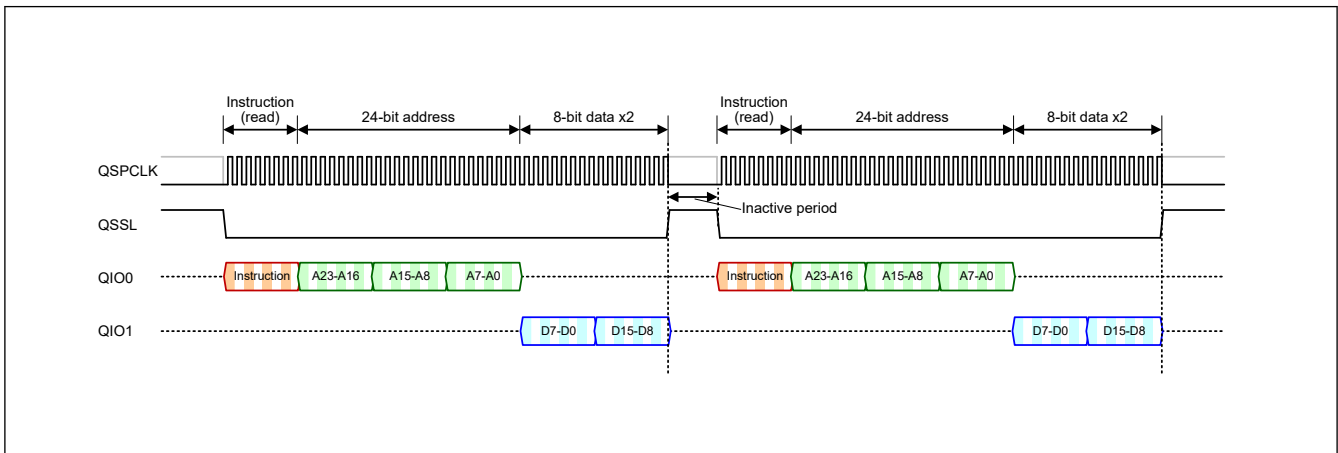 Instruction
(read)
24-bit address
8-bit data x2
Instruction
(read)
24-bit address
8-bit data x2
QSPCLK
Inactive period
QSSL
QIO0
Instruction
A23-A16
A15-A8
A7-A0
Instruction
A23-A16
A15-A8
A7-A0
QIO1
D7-D0
D15-D8
D7-D0
D15-D8